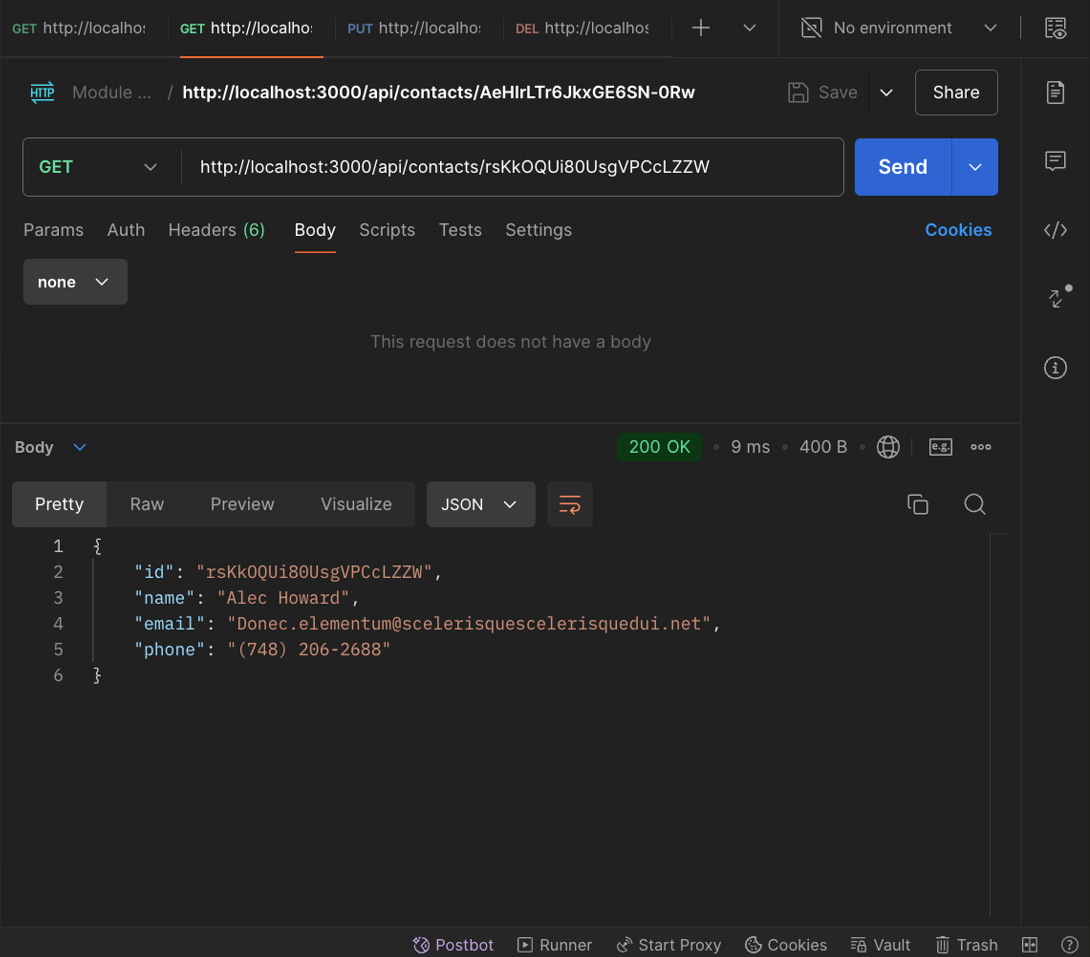 GET http://localhos GET http://localhos PUT http://localhos DEL http://localhos No environment
HTTP Module ... / http://localhost:3000/api/contacts/AeHIrLTr6JkxGE6SN-0Rw Save Share
GET http://localhost:3000/api/contacts/rsKkOQUi80UsgVPCcLZZW Send
Params Auth Headers (6) Body Scripts Tests Settings Cookies
none
This request does not have a body
Body 200 OK • 9 ms • 400 B • e.g.
Pretty Raw Preview Visualize JSON
1 {
2 "id": "rsKkOQUi80UsgVPCcLZZW",
3 "name": "Alec Howard",
4 "email": "Donec.elementum@scelerisquescelerisquedui.net",
5 "phone": "(748) 206-2688"
6 }
Postbot Runner Start Proxy Cookies Vault Trash